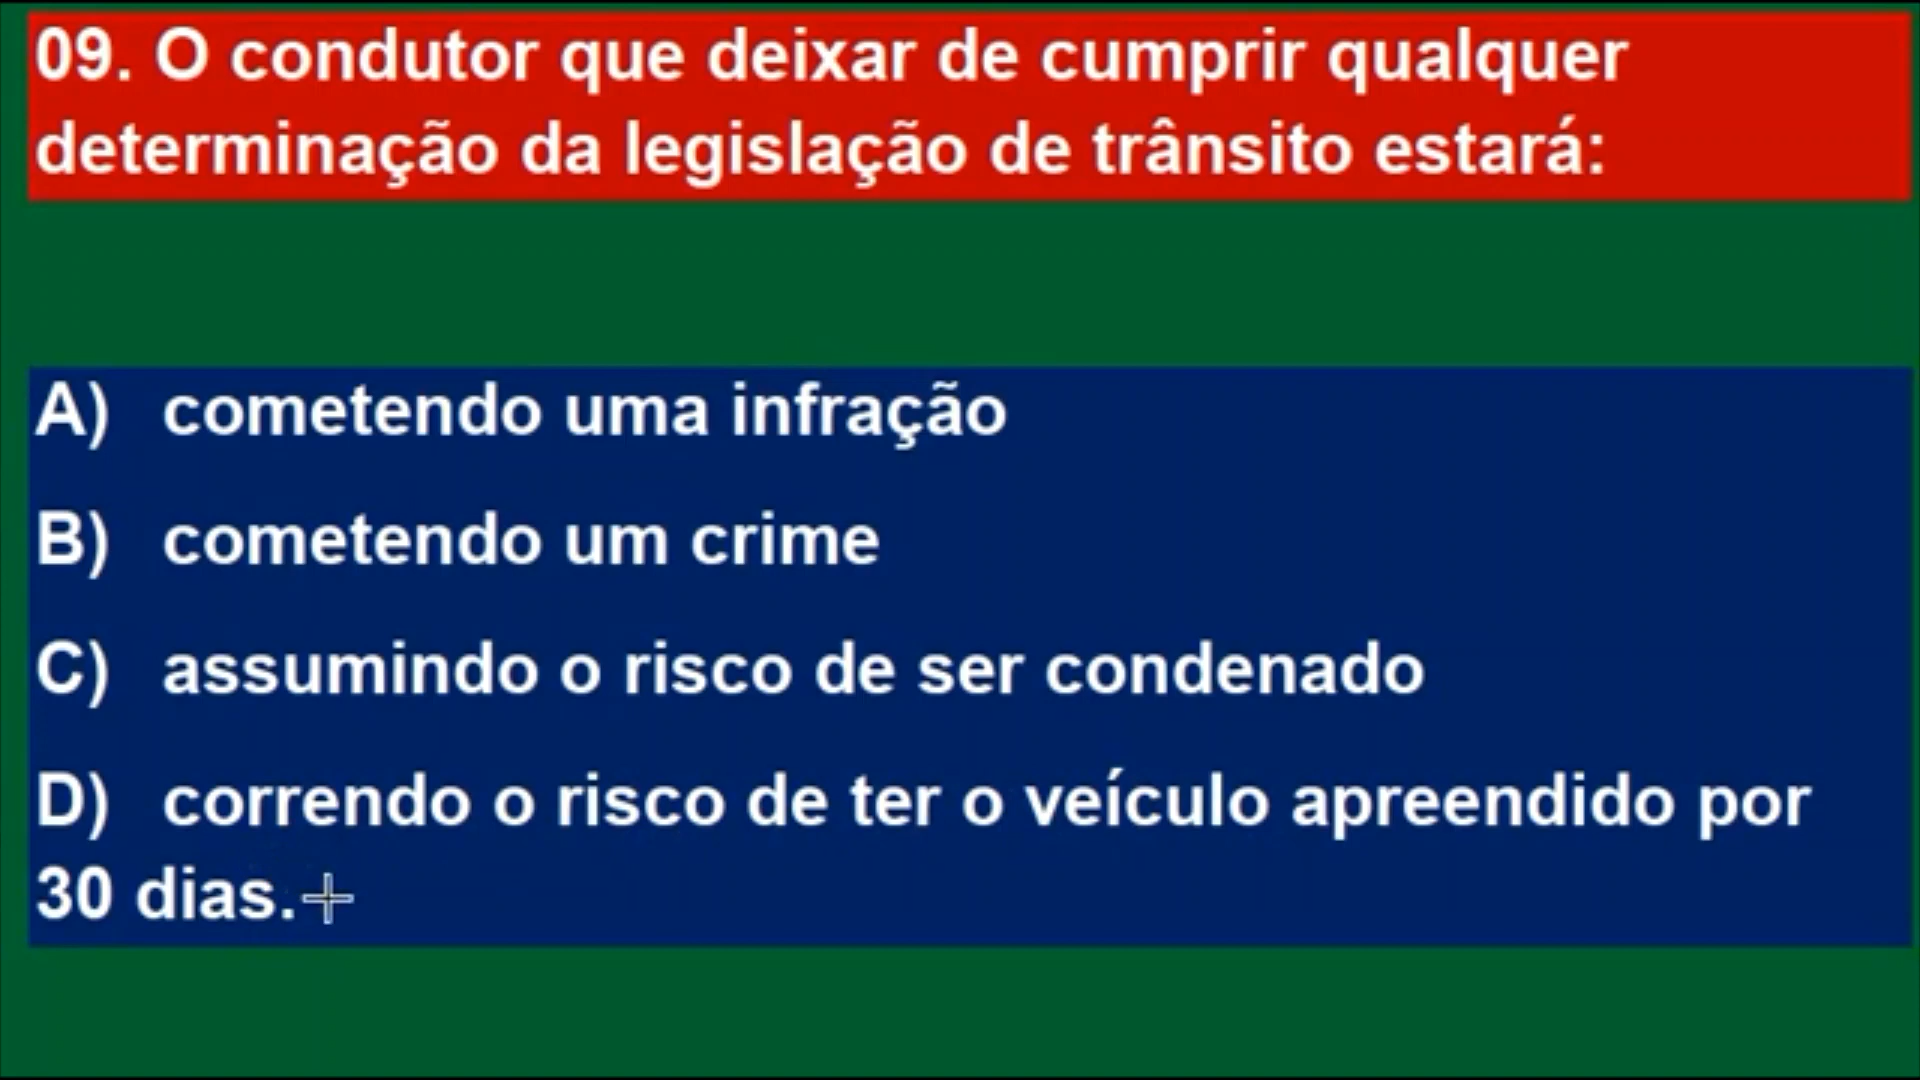 09. O condutor que deixar de cumprir qualquer
determinação da legislação de trânsito estará:
A) cometendo uma infração
B) cometendo um crime
C) assumindo o risco de ser condenado
D) correndo o risco de ter o veículo apreendido por
30 dias.